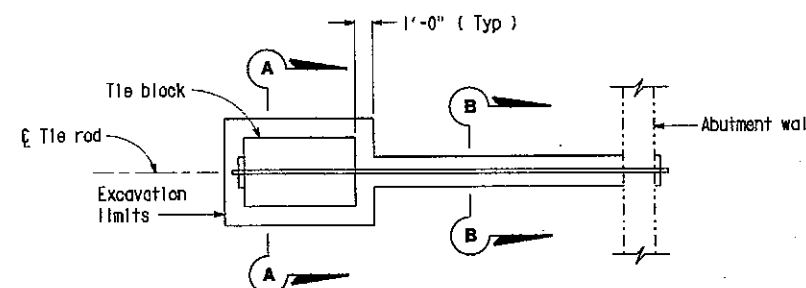 1'-0" ( Typ )
A
Tie block
B
℄ Tie rod
Abutment wal
Excavation
limits
B
A